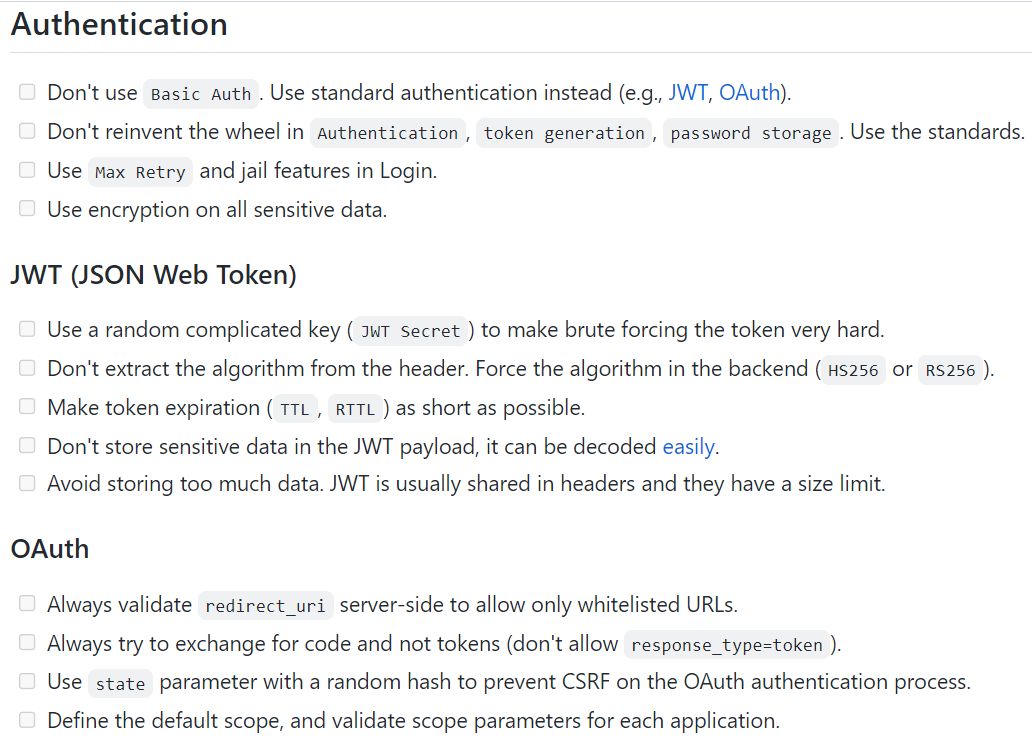 Authentication
Don't use Basic Auth. Use standard authentication instead (e.g., JWT, OAuth).
Don't reinvent the wheel in Authentication, token generation, password storage. Use the standards.
Use Max Retry and jail features in Login.
Use encryption on all sensitive data.
JWT (JSON Web Token)
Use a random complicated key (JWT Secret) to make brute forcing the token very hard.
Don't extract the algorithm from the header. Force the algorithm in the backend (HS256 or RS256).
Make token expiration (TTL, RTTL) as short as possible.
Don't store sensitive data in the JWT payload, it can be decoded easily.
Avoid storing too much data. JWT is usually shared in headers and they have a size limit.
OAuth
Always validate redirect_uri server-side to allow only whitelisted URLs.
Always try to exchange for code and not tokens (don't allow response_type=token).
Use state parameter with a random hash to prevent CSRF on the OAuth authentication process.
Define the default scope, and validate scope parameters for each application.